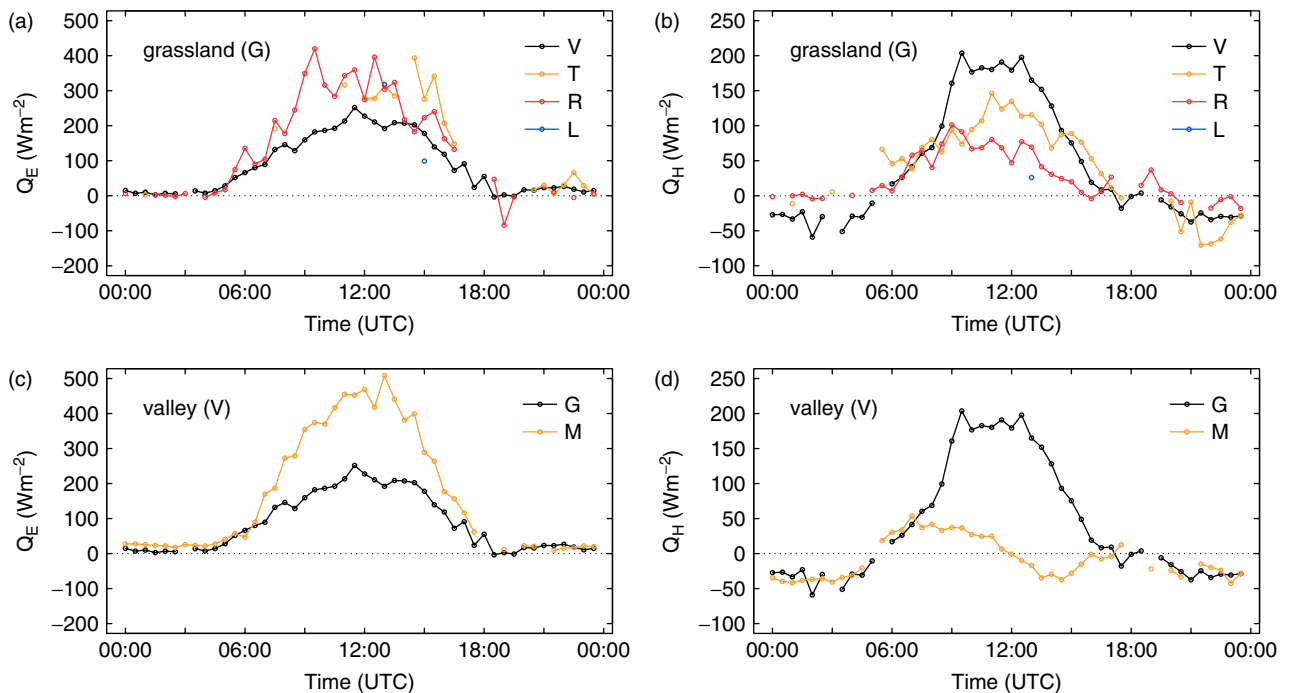 (a)
grassland (G)
V
T
R
L
Q_E (Wm−2)
500
400
300
200
100
0
−100
−200
00:00 06:00 12:00 18:00 00:00
Time (UTC)
(b)
grassland (G)
V
T
R
L
Q_H (Wm−2)
250
200
150
100
50
0
−50
−100
00:00 06:00 12:00 18:00 00:00
Time (UTC)
(c)
valley (V)
G
M
Q_E (Wm−2)
500
400
300
200
100
0
−100
−200
00:00 06:00 12:00 18:00 00:00
Time (UTC)
(d)
valley (V)
G
M
Q_H (Wm−2)
250
200
150
100
50
0
−50
−100
00:00 06:00 12:00 18:00 00:00
Time (UTC)